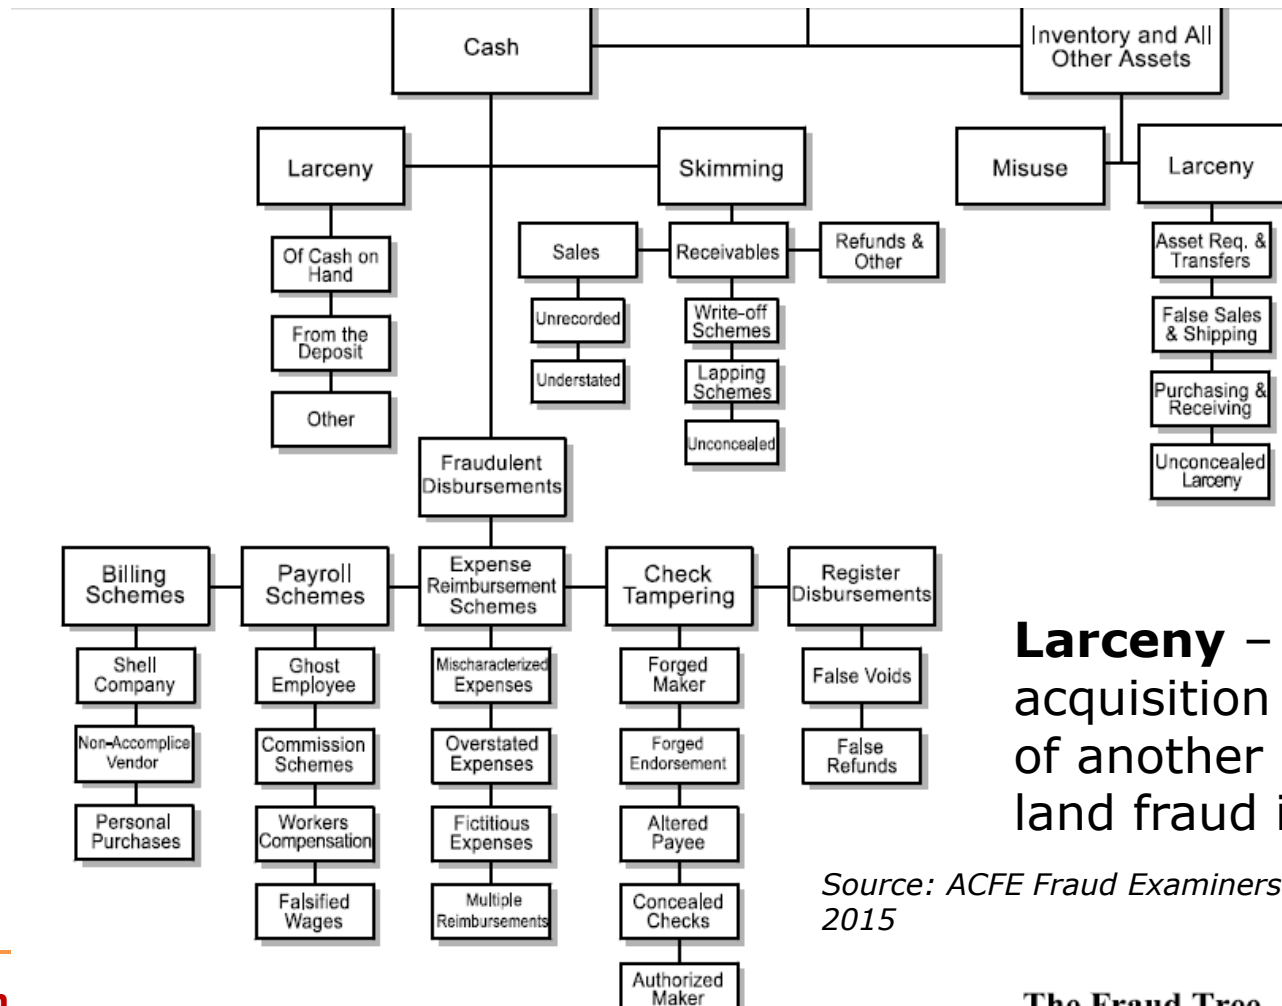 Cash
Inventory and All
Other Assets
Larceny
Skimming
Misuse
Larceny
Of Cash on
Hand
From the
Deposit
Other
Sales
Receivables
Refunds &
Other
Unrecorded
Understated
Write-off
Schemes
Lapping
Schemes
Unconcealed
Asset Req. &
Transfers
False Sales
& Shipping
Purchasing &
Receiving
Unconcealed
Larceny
Fraudulent
Disbursements
Billing
Schemes
Payroll
Schemes
Expense
Reimbursement
Schemes
Check
Tampering
Register
Disbursements
Shell
Company
Non-Accomplice
Vendor
Personal
Purchases
Ghost
Employee
Commission
Schemes
Workers
Compensation
Falsified
Wages
Mischaracterized
Expenses
Overstated
Expenses
Fictitious
Expenses
Multiple
Reimbursements
Forged
Maker
Forged
Endorsement
Altered
Payee
Concealed
Checks
Authorized
Maker
False Voids
False
Refunds
Larceny –
acquisition
of another
land fraud i
Source: ACFE Fraud Examiners
2015
The Fraud Tree